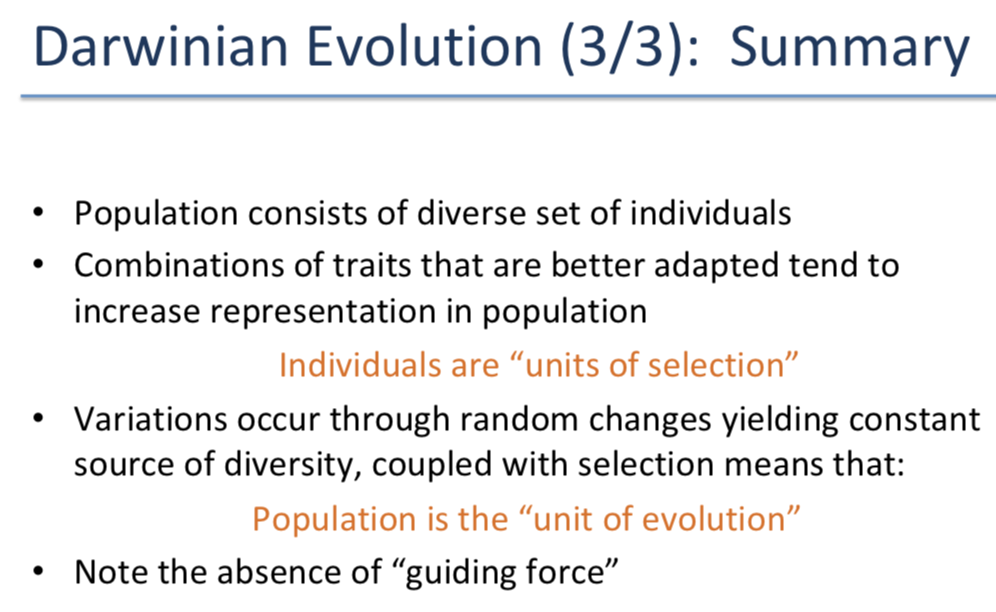 Darwinian Evolution (3/3):  Summary
• Population consists of diverse set of individuals
• Combinations of traits that are better adapted tend to
increase representation in population
Individuals are “units of selection”
• Variations occur through random changes yielding constant
source of diversity, coupled with selection means that:
Population is the “unit of evolution”
• Note the absence of “guiding force”